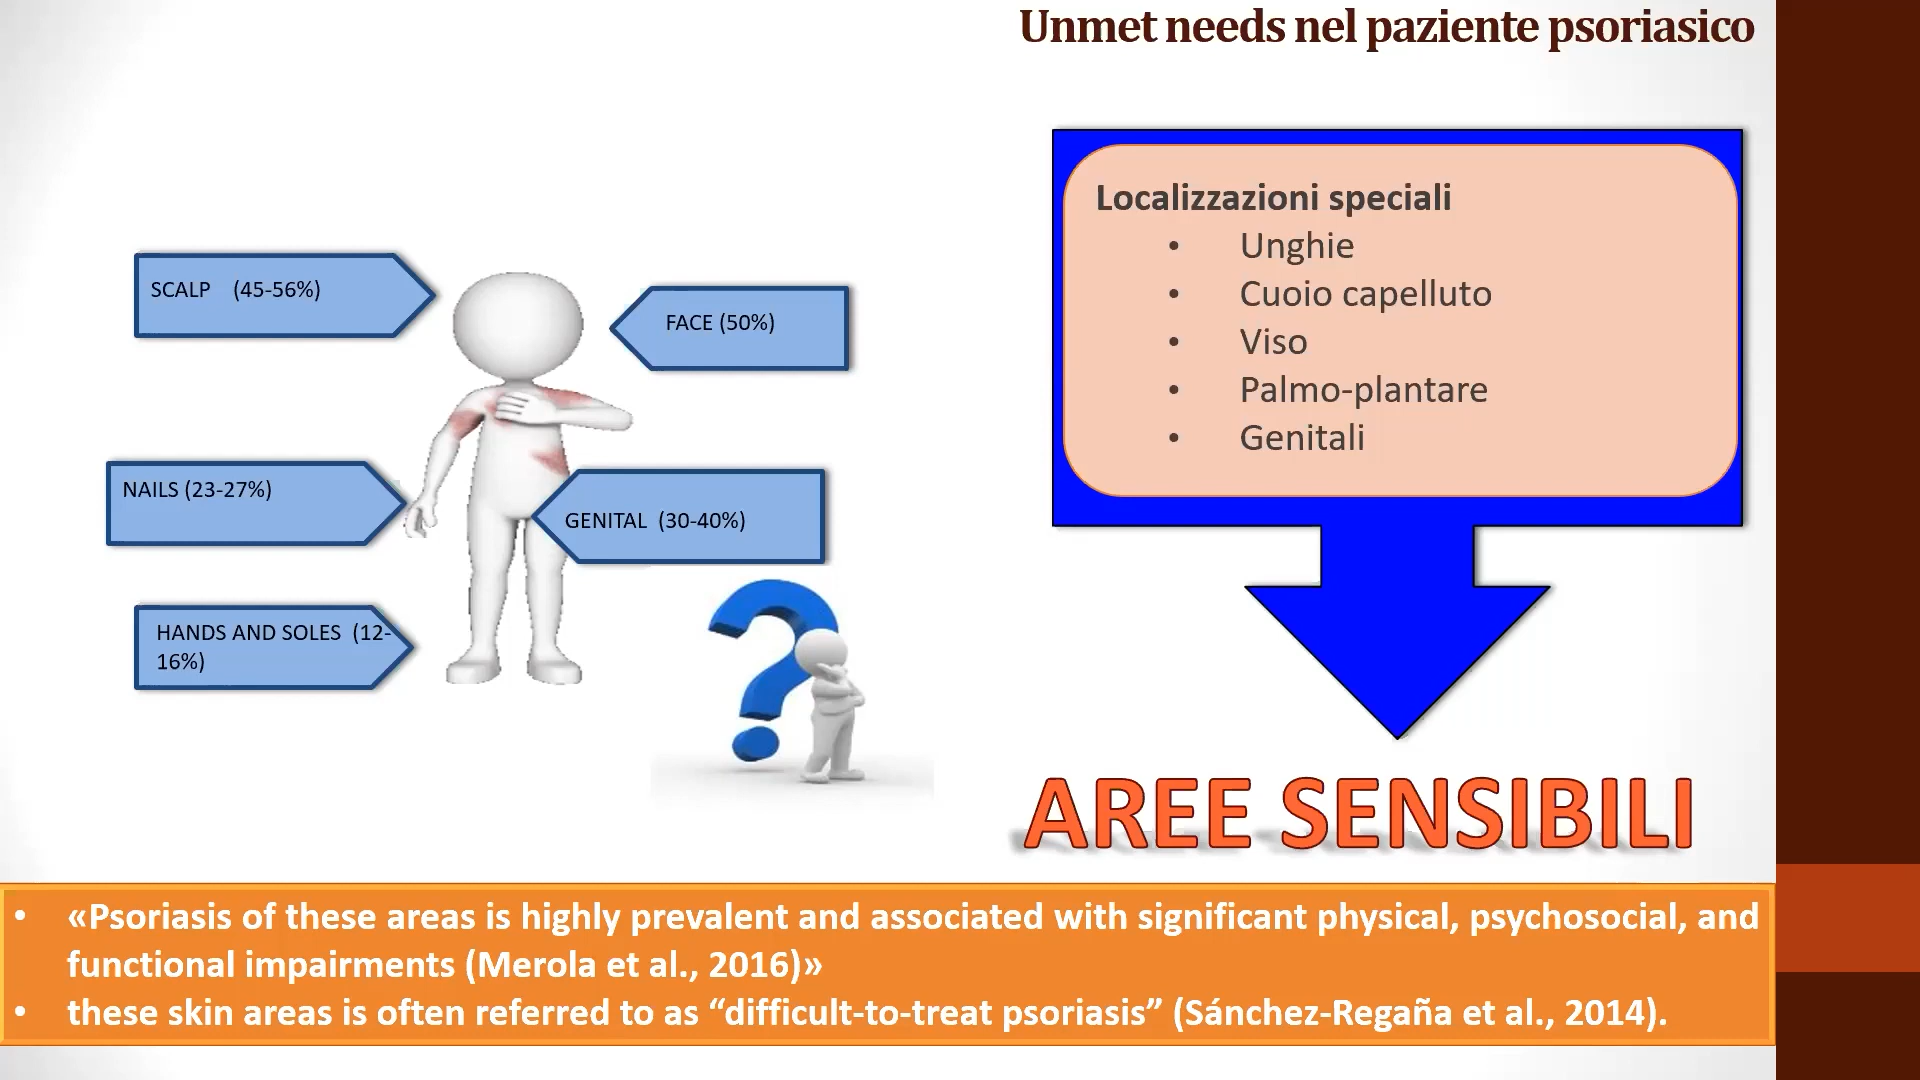 Unmet needs nel paziente psoriasico
SCALP (45-56%)
FACE (50%)
NAILS (23-27%)
GENITAL (30-40%)
HANDS AND SOLES (12-
16%)
Localizzazioni speciali
• Unghie
• Cuoio capelluto
• Viso
• Palmo-plantare
• Genitali
AREE SENSIBILI
• «Psoriasis of these areas is highly prevalent and associated with significant physical, psychosocial, and
functional impairments (Merola et al., 2016)»
• these skin areas is often referred to as “difficult-to-treat psoriasis” (Sánchez-Regaña et al., 2014).